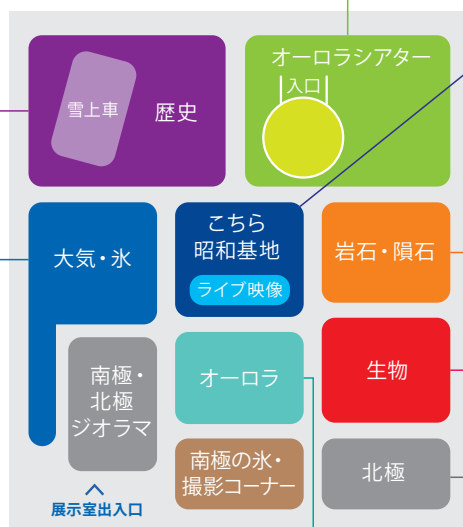 オーロラシアター
入口
雪上車
歴史
大気・氷
こちら
昭和基地
ライブ映像
岩石・隕石
南極・
北極
ジオラマ
オーロラ
生物
南極の氷・
撮影コーナー
北極
展示室出入口